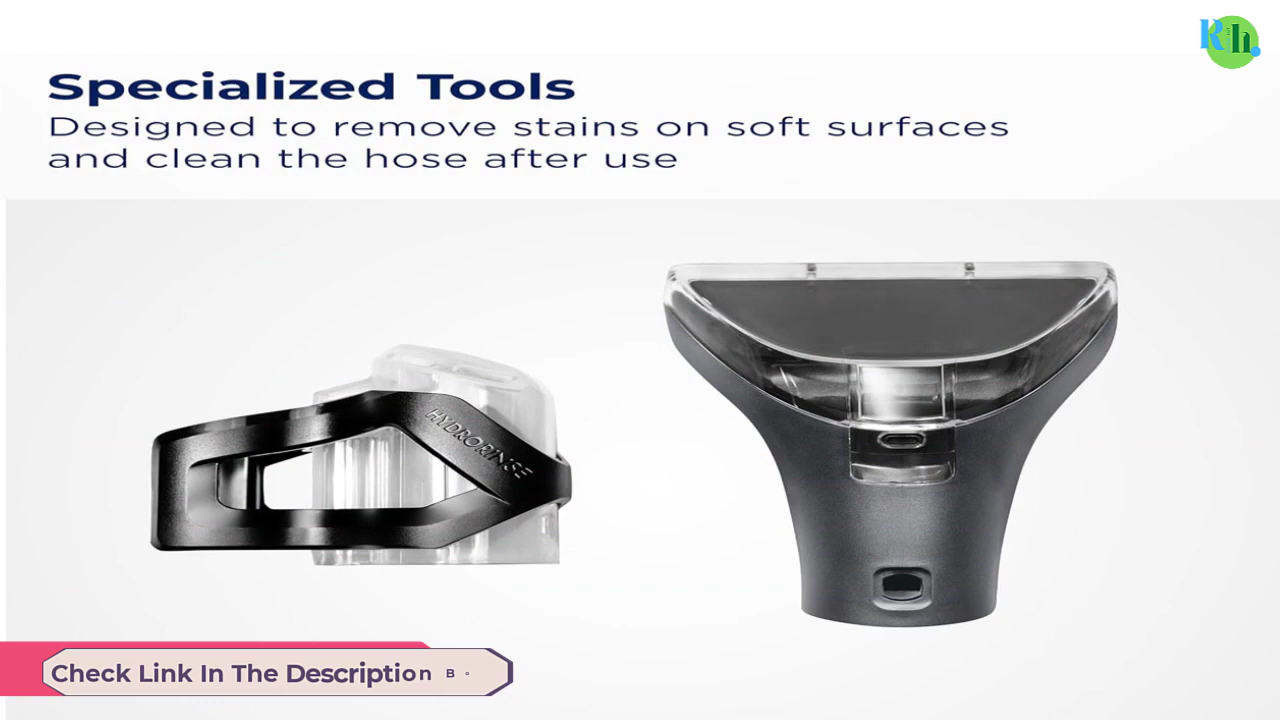 Rh.
Specialized Tools
Designed to remove stains on soft surfaces
and clean the hose after use
HYDRORINSE
Check Link In The Description B